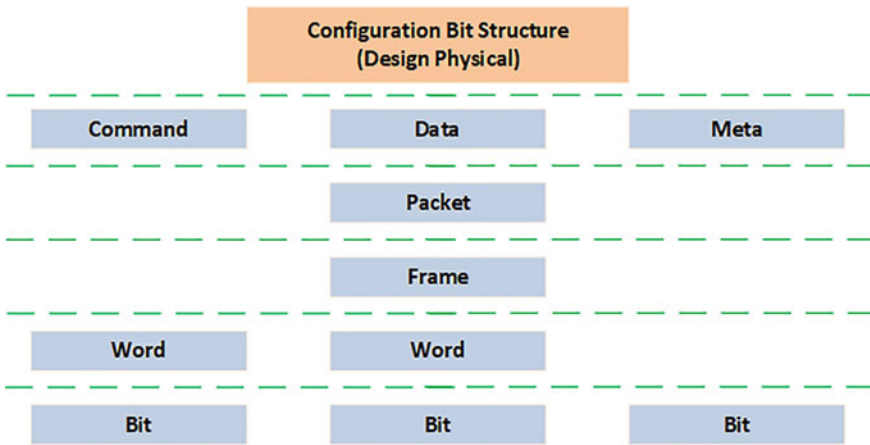 Configuration Bit Structure
(Design Physical)
Command Data Meta
Packet
Frame
Word Word
Bit Bit Bit